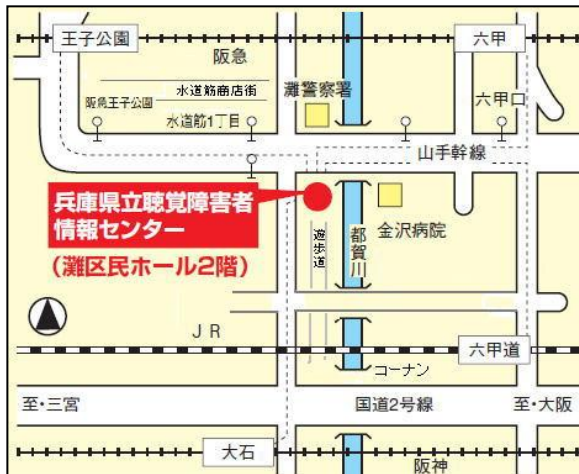 王子公園
阪急
六甲
水道筋商店街
灘警察署
六甲口
阪急王子公園
水道筋1丁目
山手幹線
兵庫県立聴覚障害者
情報センター
(灘区民ホール2階)
金沢病院
遊歩道
都賀川
JR
六甲道
コーナン
至・三宮
国道2号線
至・大阪
大石
阪神